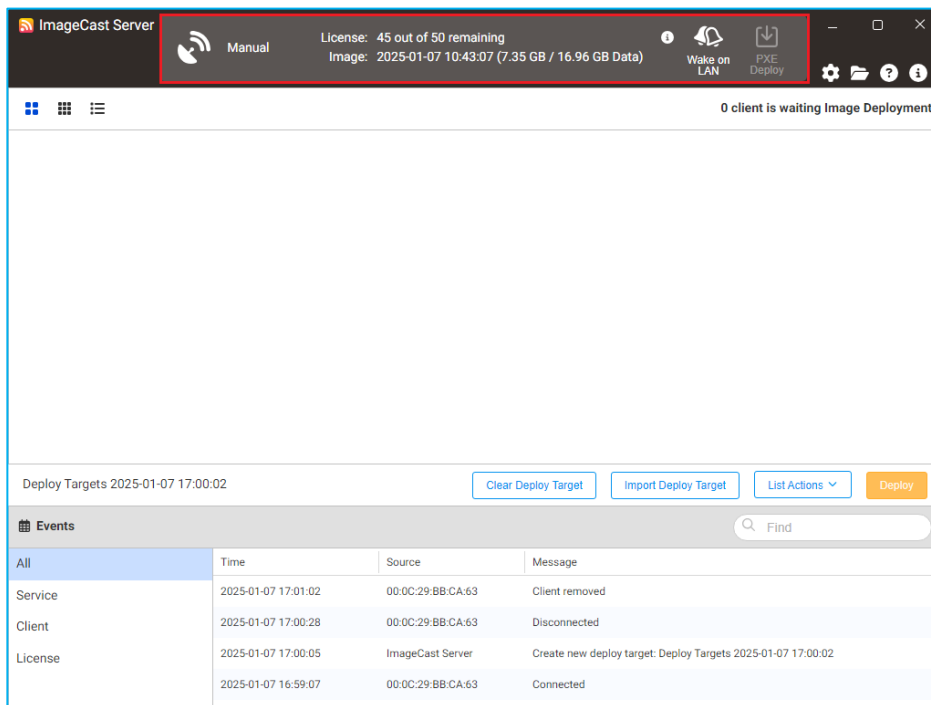 ImageCast Server
Manual
License: 45 out of 50 remaining
Image: 2025-01-07 10:43:07 (7.35 GB / 16.96 GB Data)
Wake on
LAN
PXE
Deploy
0 client is waiting Image Deployment
Deploy Targets 2025-01-07 17:00:02
Clear Deploy Target
Import Deploy Target
List Actions
Deploy
Events
Find
All
Service
Client
License
Time Source Message
2025-01-07 17:01:02 00:0C:29:BB:CA:63 Client removed
2025-01-07 17:00:28 00:0C:29:BB:CA:63 Disconnected
2025-01-07 17:00:05 ImageCast Server Create new deploy target: Deploy Targets 2025-01-07 17:00:02
2025-01-07 16:59:07 00:0C:29:BB:CA:63 Connected